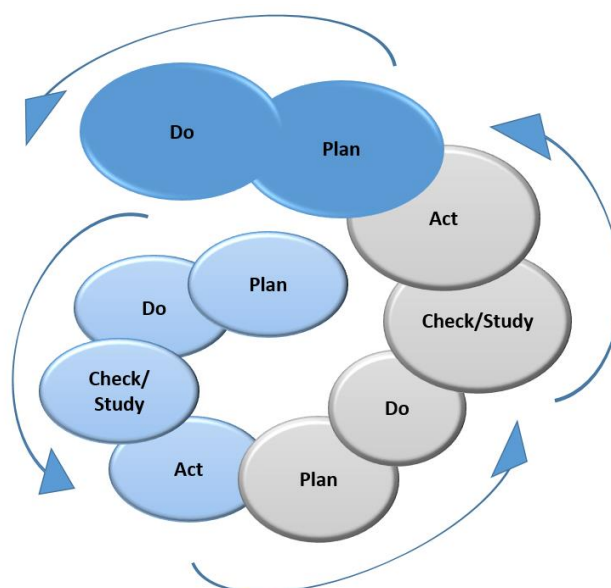 Do
Plan
Act
Plan
Do
Check/Study
Check/
Study
Do
Act
Plan